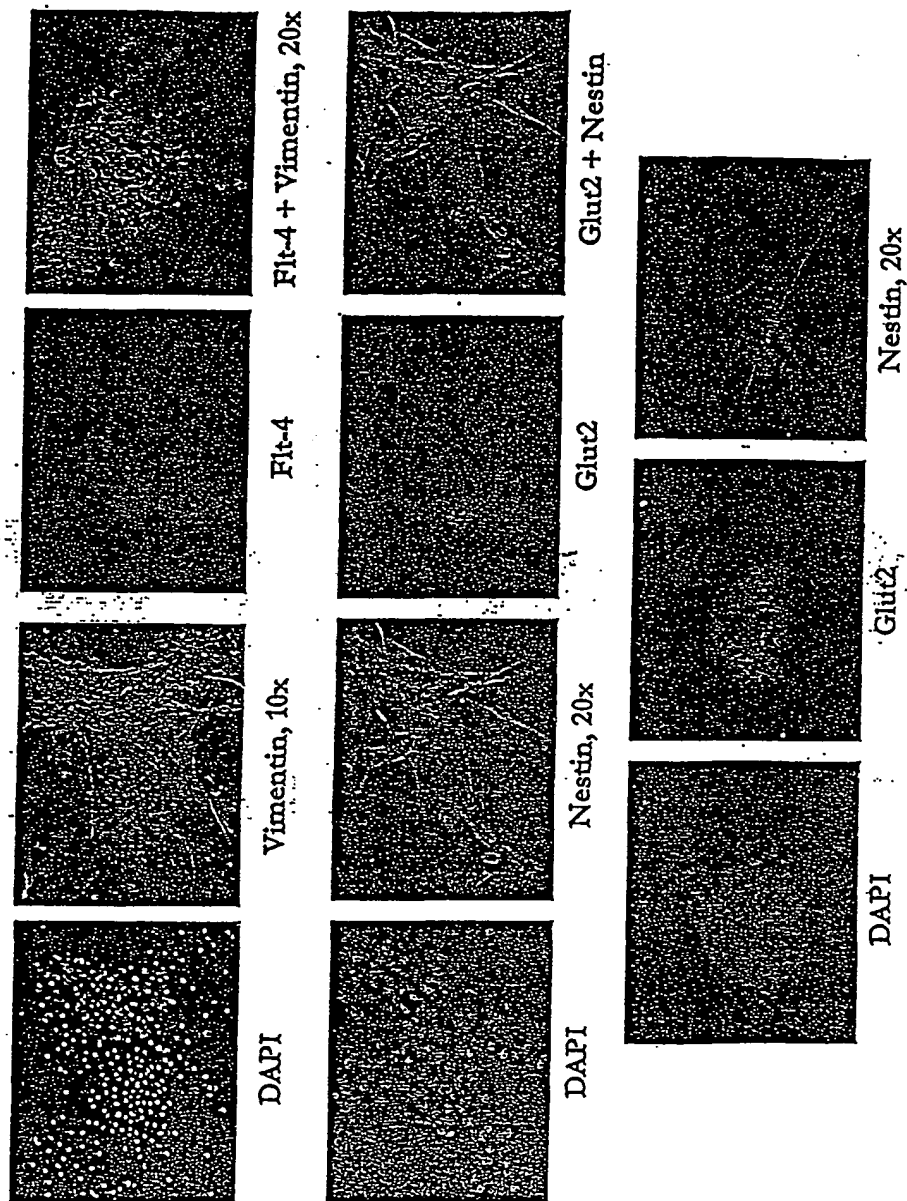 DAPI
Vimentin, 10x
Flt-4
Flt-4 + Vimentin, 20x
DAPI
Nestin, 20x
Glut2
Glut2 + Nestin
DAPI
Glut2
Nestin, 20x